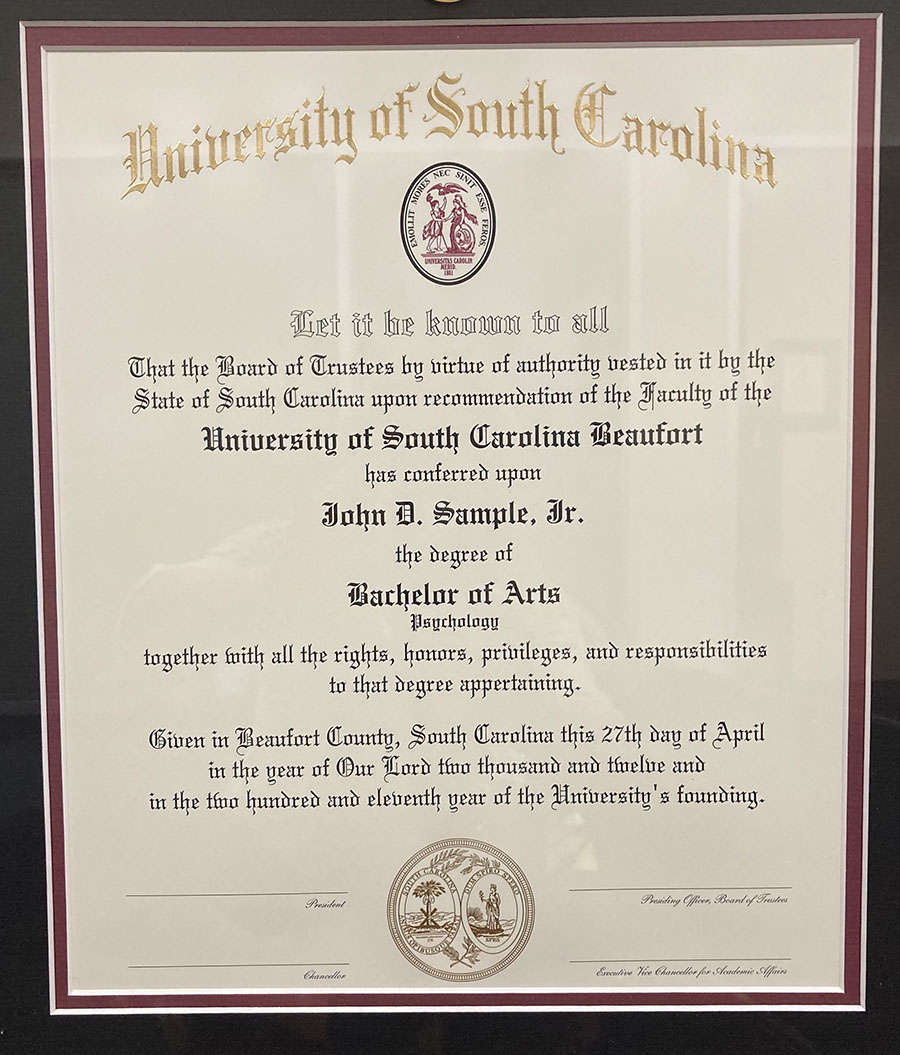 University of South Carolina
EMOLLIT MORES NEC SINIT ESSE FEROS.
UNIVERSITAS CAROLIN
MERID.
1801
Let it be known to all
That the Board of Trustees by virtue of authority vested in it by the
State of South Carolina upon recommendation of the Faculty of the
University of South Carolina Beaufort
has conferred upon
John D. Sample, Jr.
the degree of
Bachelor of Arts
Psychology
together with all the rights, honors, privileges, and responsibilities
to that degree appertaining.
Given in Beaufort County, South Carolina this 27th day of April
in the year of Our Lord two thousand and twelve and
in the two hundred and eleventh year of the University's founding.
SOUTH CAROLINA
DUM SPIRO SPERO
OPIBUSQUE
SPES
President
Presiding Officer, Board of Trustees
Chancellor
Executive Vice Chancellor for Academic Affairs